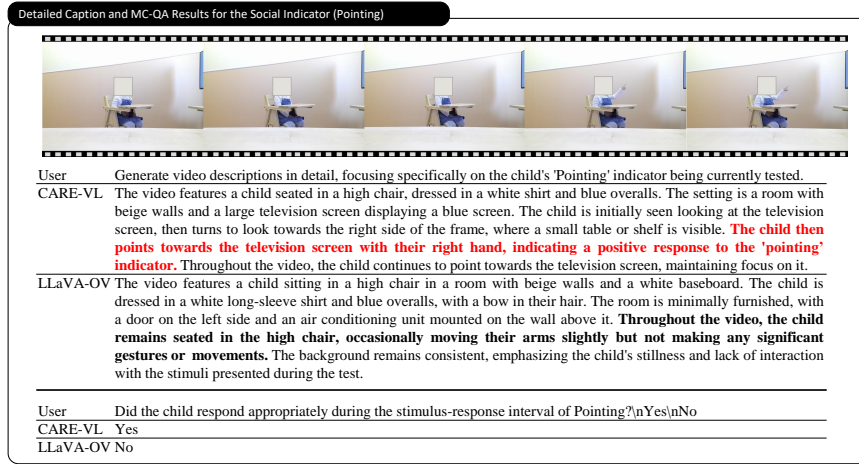 Detailed Caption and MC-QA Results for the Social Indicator (Pointing)
User Generate video descriptions in detail, focusing specifically on the child's 'Pointing' indicator being currently tested.
CARE-VL The video features a child seated in a high chair, dressed in a white shirt and blue overalls. The setting is a room with
beige walls and a large television screen displaying a blue screen. The child is initially seen looking at the television
screen, then turns to look towards the right side of the frame, where a small table or shelf is visible. The child then
points towards the television screen with their right hand, indicating a positive response to the 'pointing'
indicator. Throughout the video, the child continues to point towards the television screen, maintaining focus on it.
LLaVA-OV The video features a child sitting in a high chair in a room with beige walls and a white baseboard. The child is
dressed in a white long-sleeve shirt and blue overalls, with a bow in their hair. The room is minimally furnished, with
a door on the left side and an air conditioning unit mounted on the wall above it. Throughout the video, the child
remains seated in the high chair, occasionally moving their arms slightly but not making any significant
gestures or movements. The background remains consistent, emphasizing the child's stillness and lack of interaction
with the stimuli presented during the test.
User Did the child respond appropriately during the stimulus-response interval of Pointing?\nYes\nNo
CARE-VL Yes
LLaVA-OV No